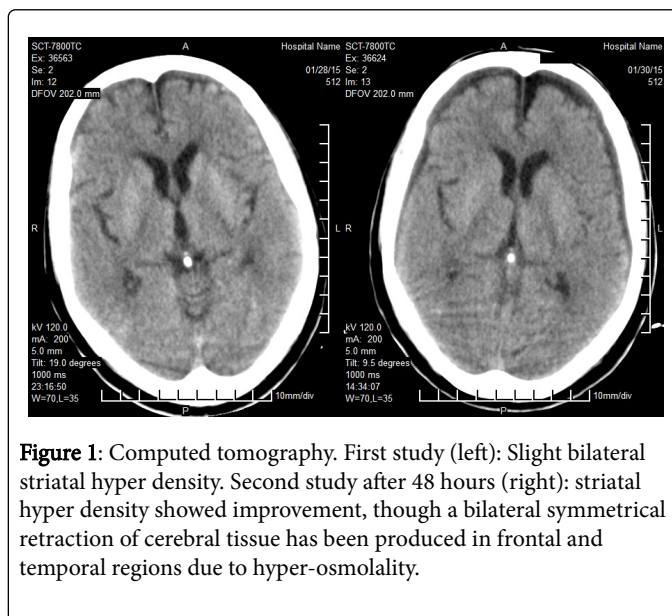 SCT-7800TC
Ex: 36563
Se: 2
Im: 12
DFOV 202.0 mm
A
Hospital Name
01/28/15
512
R
L
kV 120.0
mA: 200
5.0 mm
Tilt: 19.0 degrees
1000 ms
23:16:50
W=70,L=35
10mm/div
P
SCT-7800TC
Ex: 36624
Se: 2
Im: 13
DFOV 202.0 mm
A
Hospital Name
01/30/15
512
R
L
kV 120.0
mA: 200
5.0 mm
Tilt: 9.5 degrees
1000 ms
14:34:07
W=70,L=35
10mm/div
P
Figure 1: Computed tomography. First study (left): Slight bilateral
striatal hyper density. Second study after 48 hours (right): striatal
hyper density showed improvement, though a bilateral symmetrical
retraction of cerebral tissue has been produced in frontal and
temporal regions due to hyper-osmolality.